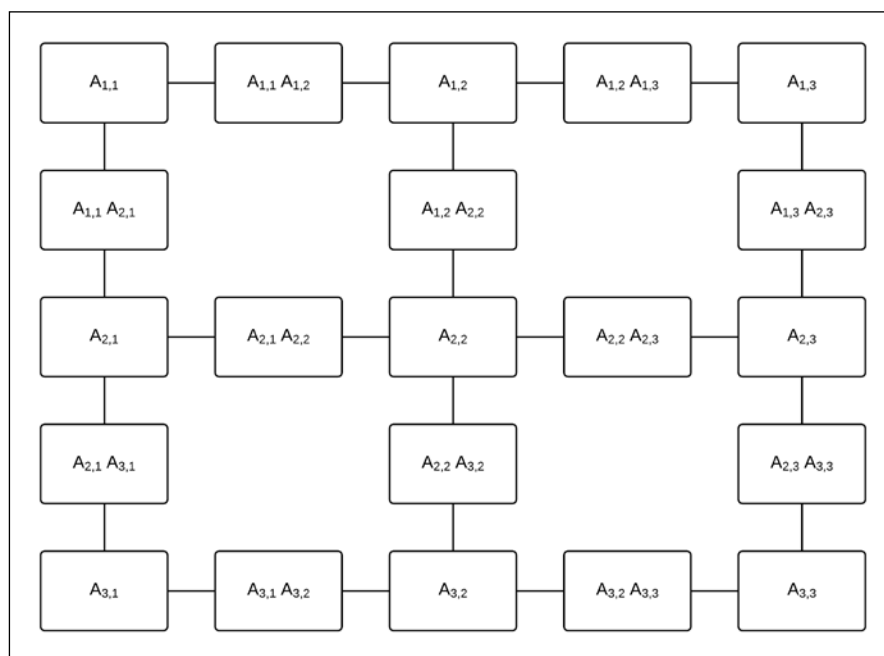 A1,1 A1,1 A1,2 A1,2 A1,2 A1,3 A1,3
A1,1 A2,1 A1,2 A2,2 A1,3 A2,3
A2,1 A2,1 A2,2 A2,2 A2,2 A2,3 A2,3
A2,1 A3,1 A2,2 A3,2 A2,3 A3,3
A3,1 A3,1 A3,2 A3,2 A3,2 A3,3 A3,3